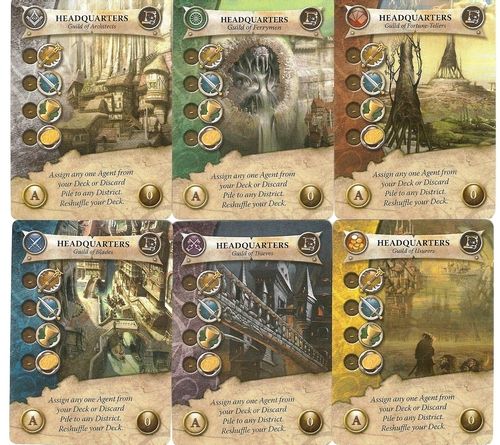 HEADQUARTERS
Guild of Architects
Assign any one Agent from
your Deck or Discard
Pile to any District.
Reshuffle your Deck.
A
0
HEADQUARTERS
Guild of Ferrymen
Assign any one Agent from
your Deck or Discard
Pile to any District.
Reshuffle your Deck.
A
0
HEADQUARTERS
Guild of Fortune-Tellers
Assign any one Agent from
your Deck or Discard
Pile to any District.
Reshuffle your Deck.
A
0
HEADQUARTERS
Guild of Blades
Assign any one Agent from
your Deck or Discard
Pile to any District.
Reshuffle your Deck.
A
0
HEADQUARTERS
Guild of Thieves
Assign any one Agent from
your Deck or Discard
Pile to any District.
Reshuffle your Deck.
A
0
HEADQUARTERS
Guild of Usurers
Assign any one Agent from
your Deck or Discard
Pile to any District.
Reshuffle your Deck.
A
0